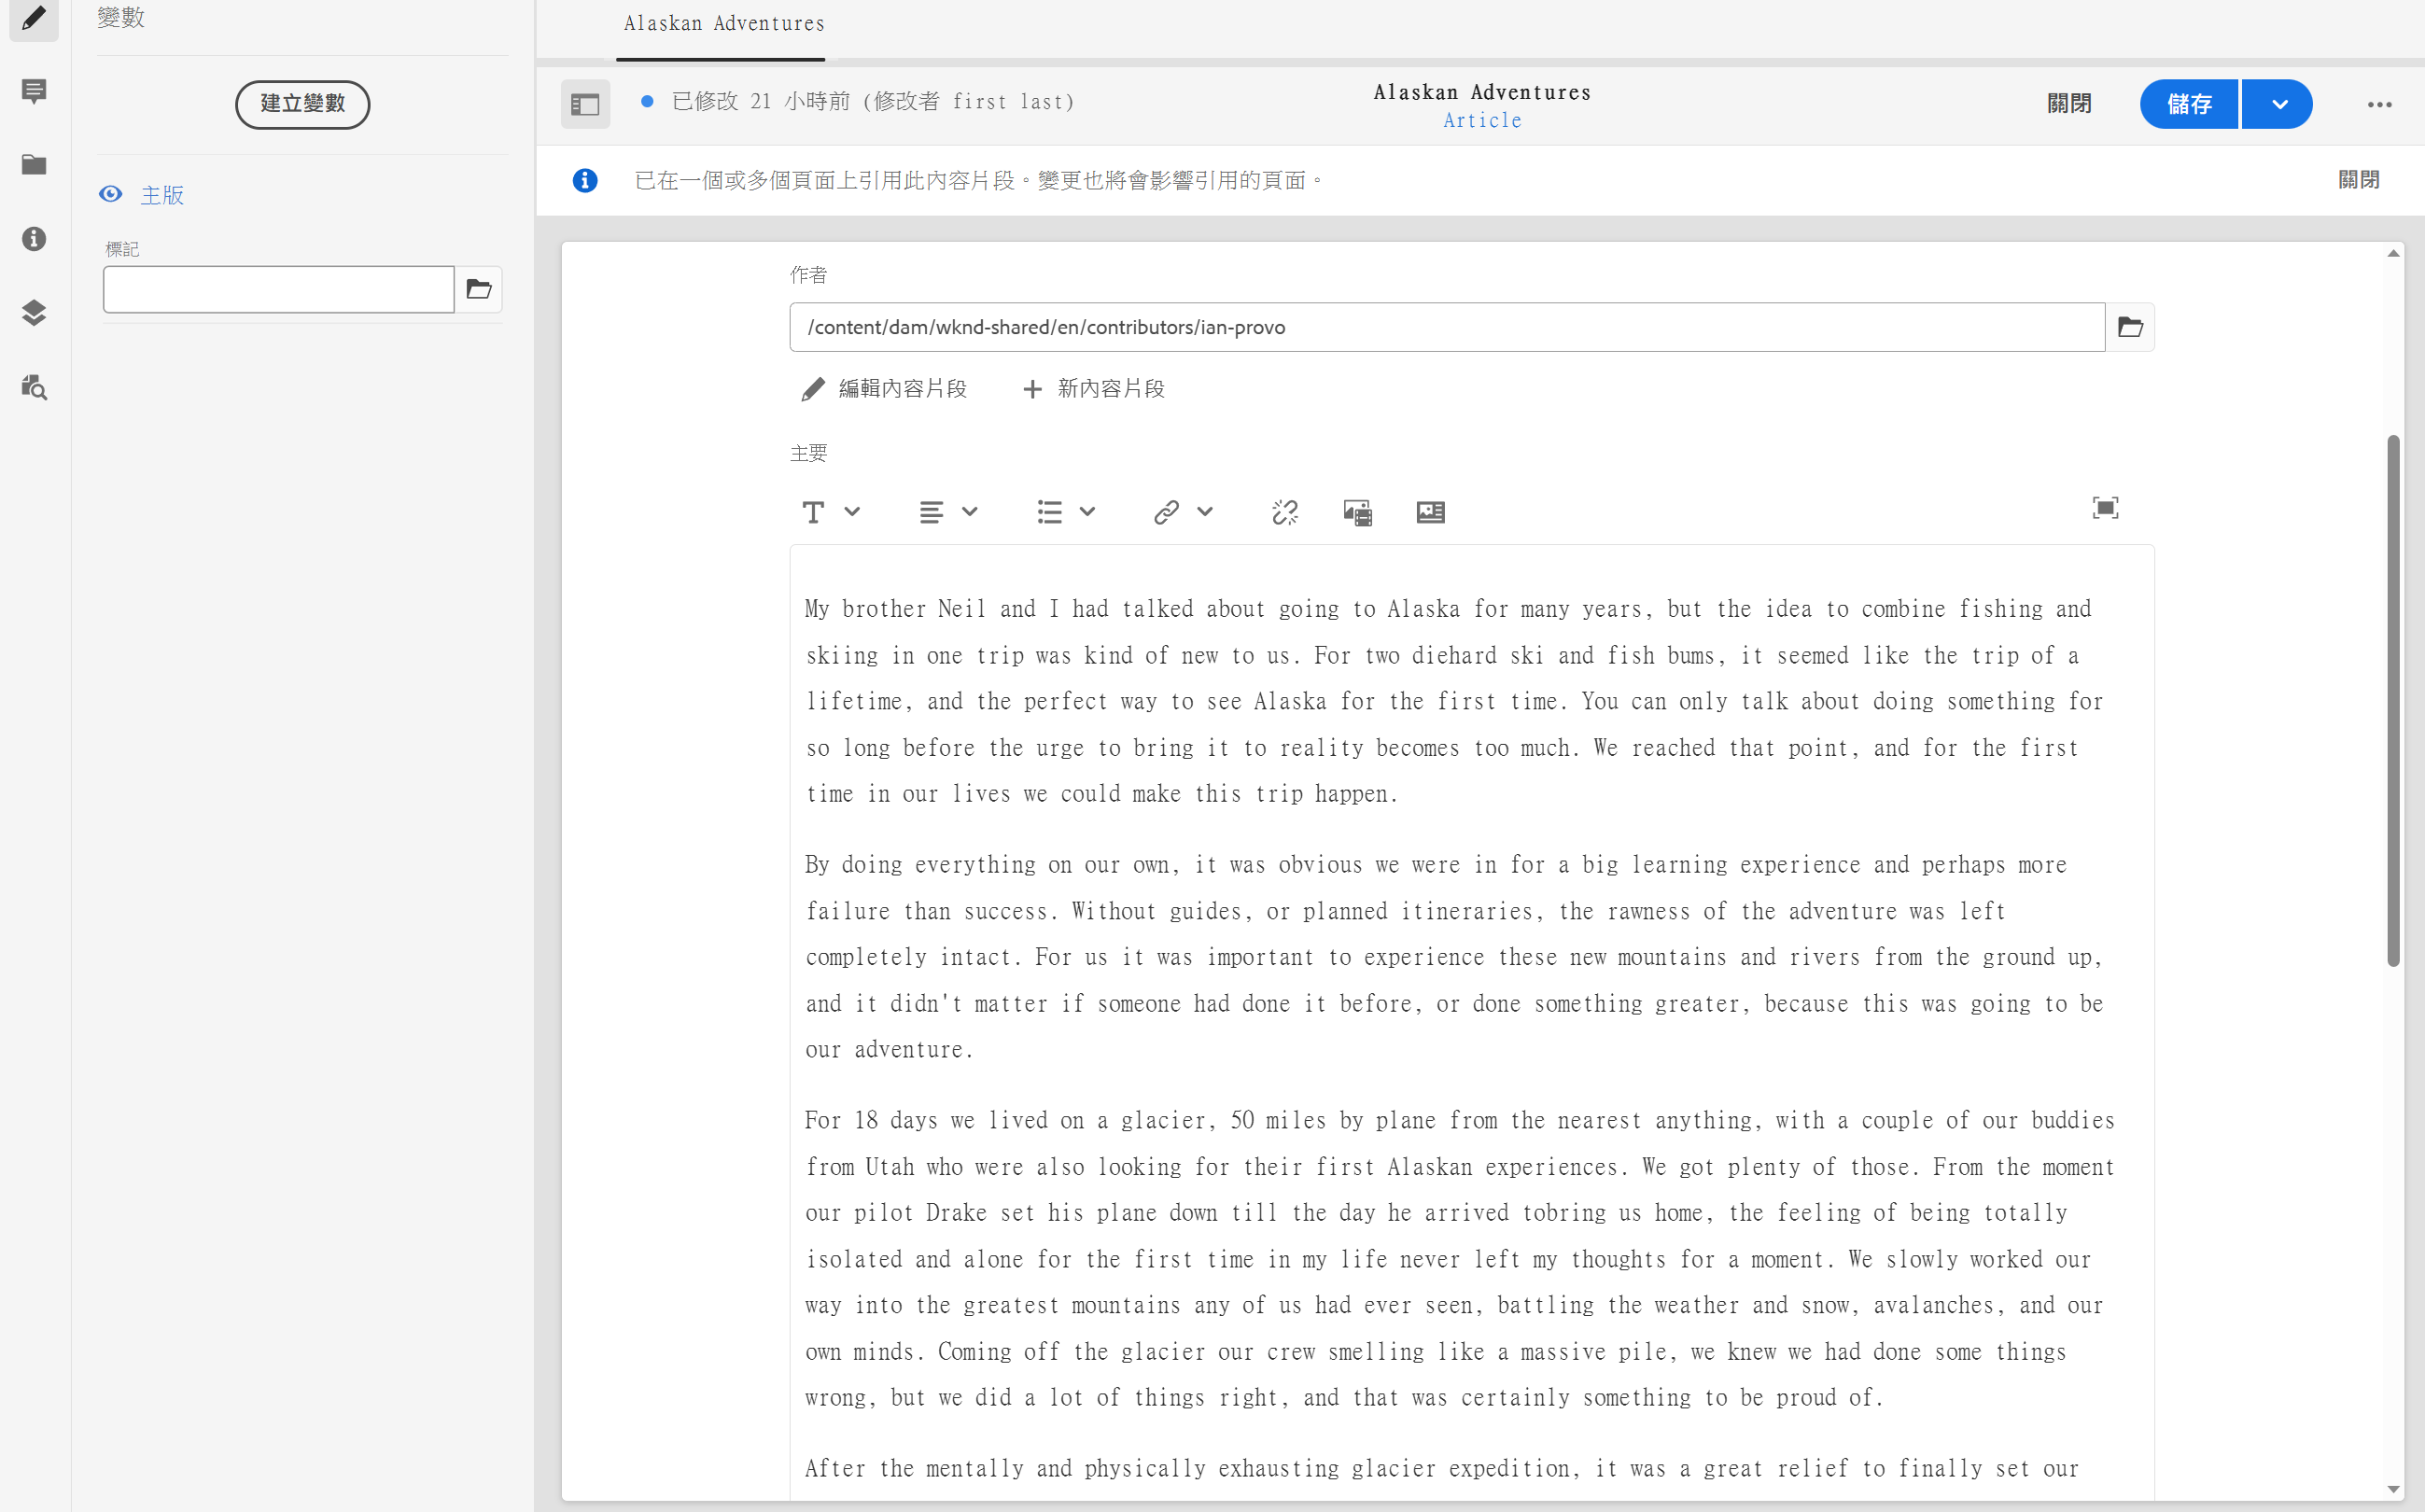 變數
建立變數
主版
標記
Alaskan Adventures
已修改 21 小時前 (修改者 first last)
Alaskan Adventures
Article
關閉
儲存
已在一個或多個頁面上引用此內容片段。變更也將會影響引用的頁面。
關閉
作者
/content/dam/wknd-shared/en/contributors/ian-provo
編輯內容片段
新內容片段
主要
My brother Neil and I had talked about going to Alaska for many years, but the idea to combine fishing and
skiing in one trip was kind of new to us. For two diehard ski and fish bums, it seemed like the trip of a
lifetime, and the perfect way to see Alaska for the first time. You can only talk about doing something for
so long before the urge to bring it to reality becomes too much. We reached that point, and for the first
time in our lives we could make this trip happen.
By doing everything on our own, it was obvious we were in for a big learning experience and perhaps more
failure than success. Without guides, or planned itineraries, the rawness of the adventure was left
completely intact. For us it was important to experience these new mountains and rivers from the ground up,
and it didn't matter if someone had done it before, or done something greater, because this was going to be
our adventure.
For 18 days we lived on a glacier, 50 miles by plane from the nearest anything, with a couple of our buddies
from Utah who were also looking for their first Alaskan experiences. We got plenty of those. From the moment
our pilot Drake set his plane down till the day he arrived tobring us home, the feeling of being totally
isolated and alone for the first time in my life never left my thoughts for a moment. We slowly worked our
way into the greatest mountains any of us had ever seen, battling the weather and snow, avalanches, and our
own minds. Coming off the glacier our crew smelling like a massive pile, we knew we had done some things
wrong, but we did a lot of things right, and that was certainly something to be proud of.
After the mentally and physically exhausting glacier expedition, it was a great relief to finally set our